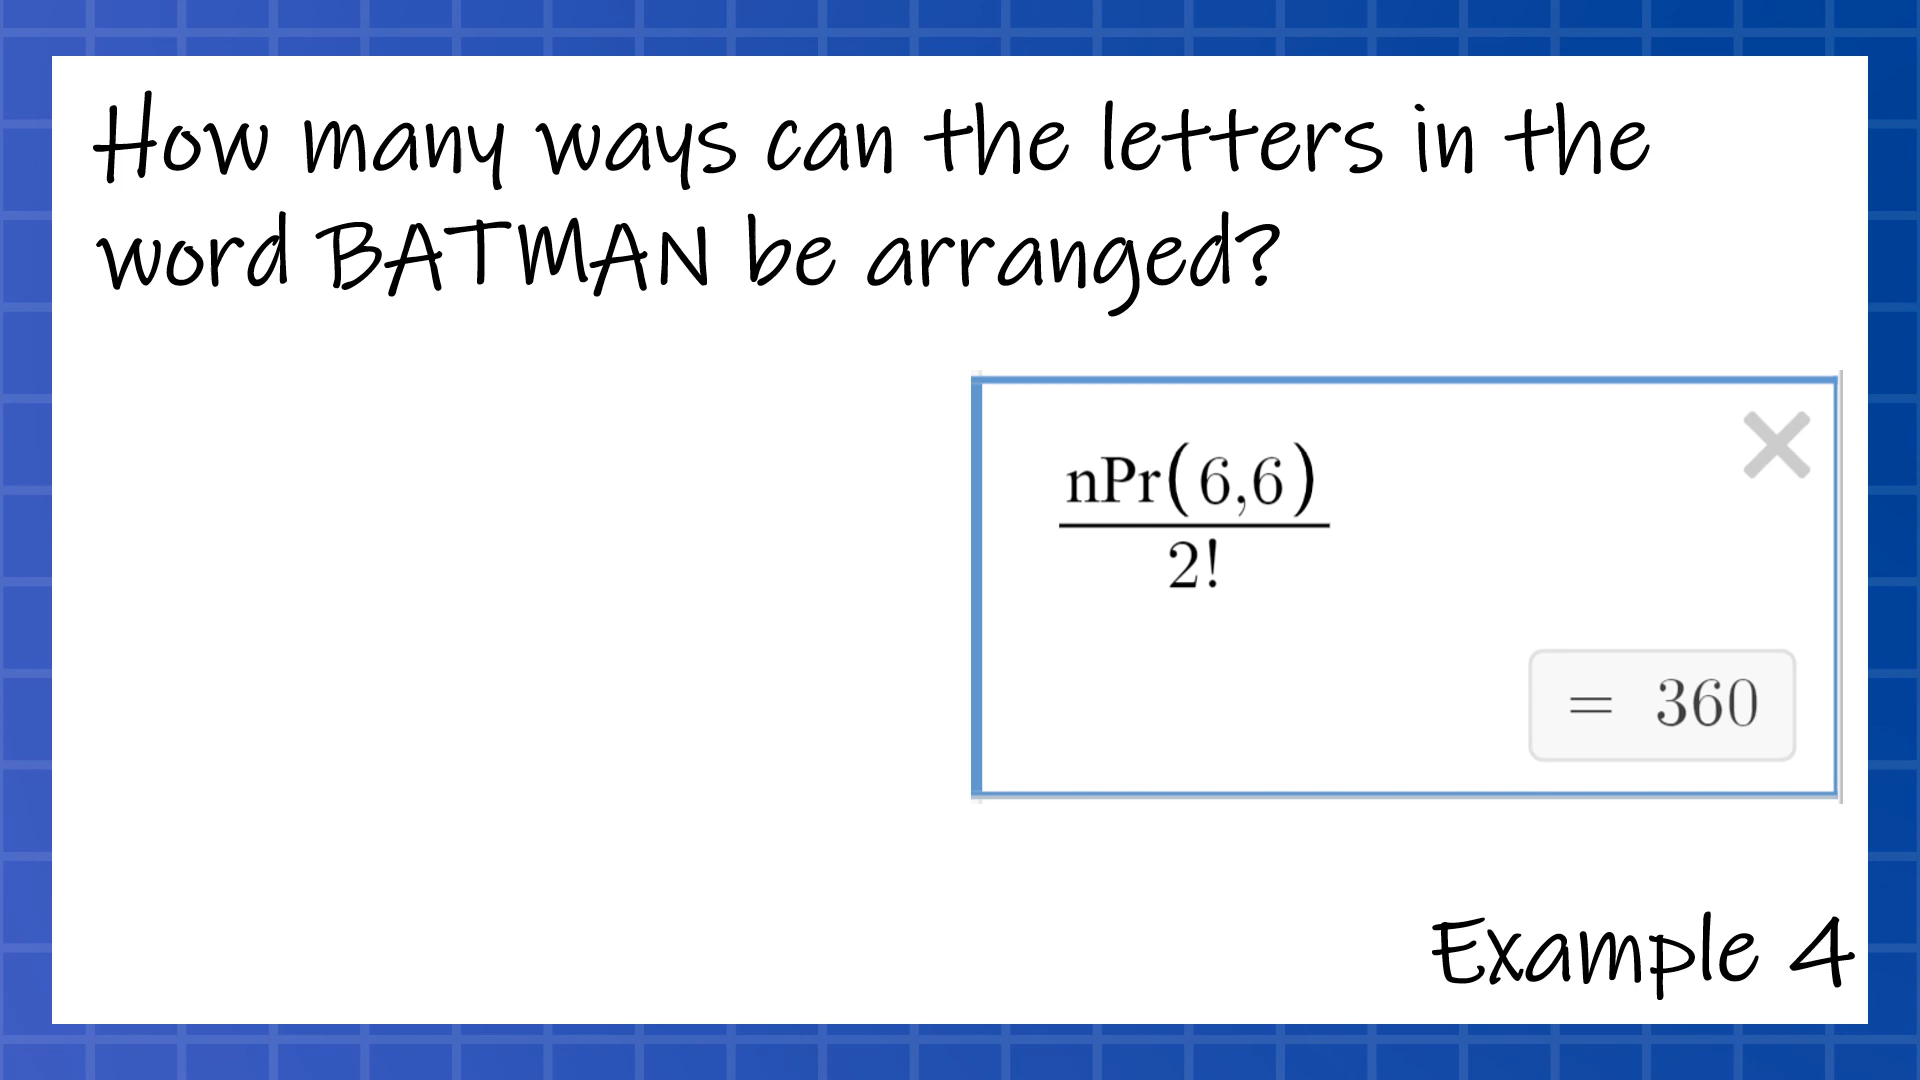 How many ways can the letters in the
word BATMAN be arranged?
nPr(6,6)
2!
= 360
Example 4